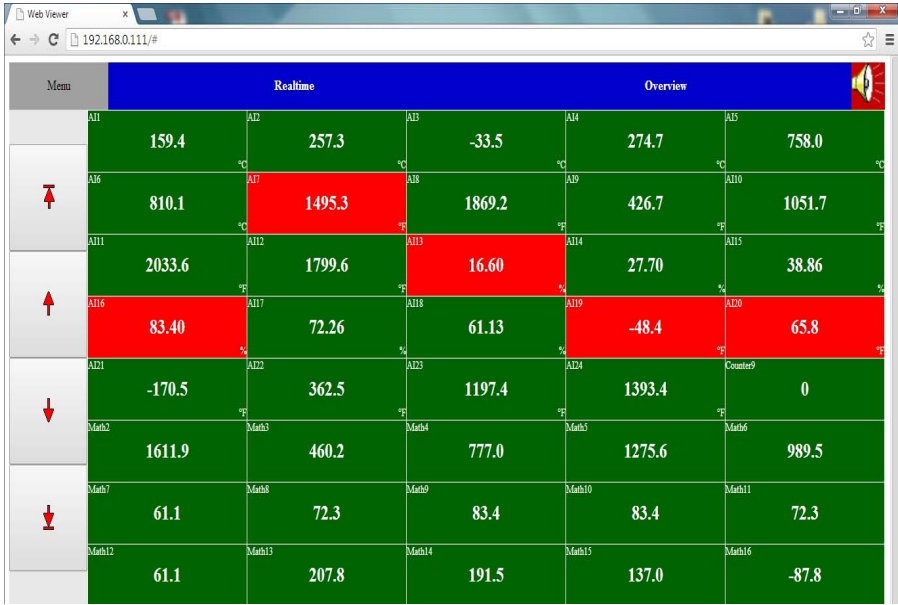 Web Viewer x
192.168.0.111/#
Menu Realtime Overview
AI1 AI2 AI3 AI4 AI5
159.4 257.3 -33.5 274.7 758.0
°C °C °C °C °C
AI6 AI7 AI8 AI9 AI10
810.1 1495.3 1869.2 426.7 1051.7
°C °F °F °F °F
AI11 AI12 AI13 AI14 AI15
2033.6 1799.6 16.60 27.70 38.86
°F °F % % %
AI16 AI17 AI18 AI19 AI20
83.40 72.26 61.13 -48.4 65.8
% % % °F °F
AI21 AI22 AI23 AI24 Counter9
-170.5 362.5 1197.4 1393.4 0
°F °F °F °F
Math2 Math3 Math4 Math5 Math6
1611.9 460.2 777.0 1275.6 989.5
Math7 Math8 Math9 Math10 Math11
61.1 72.3 83.4 83.4 72.3
Math12 Math13 Math14 Math15 Math16
61.1 207.8 191.5 137.0 -87.8